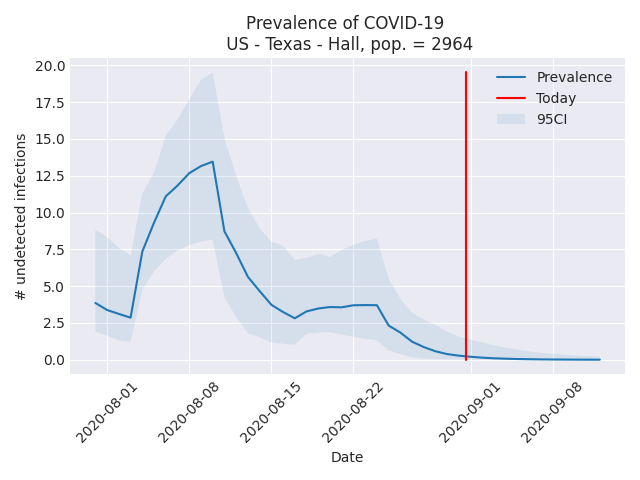 Prevalence of COVID-19
US - Texas - Hall, pop. = 2964
20.0
17.5
15.0
12.5
10.0
7.5
5.0
2.5
0.0
# undetected infections
Prevalence
Today
95CI
2020-08-01
2020-08-08
2020-08-15
2020-08-22
2020-09-01
2020-09-08
Date